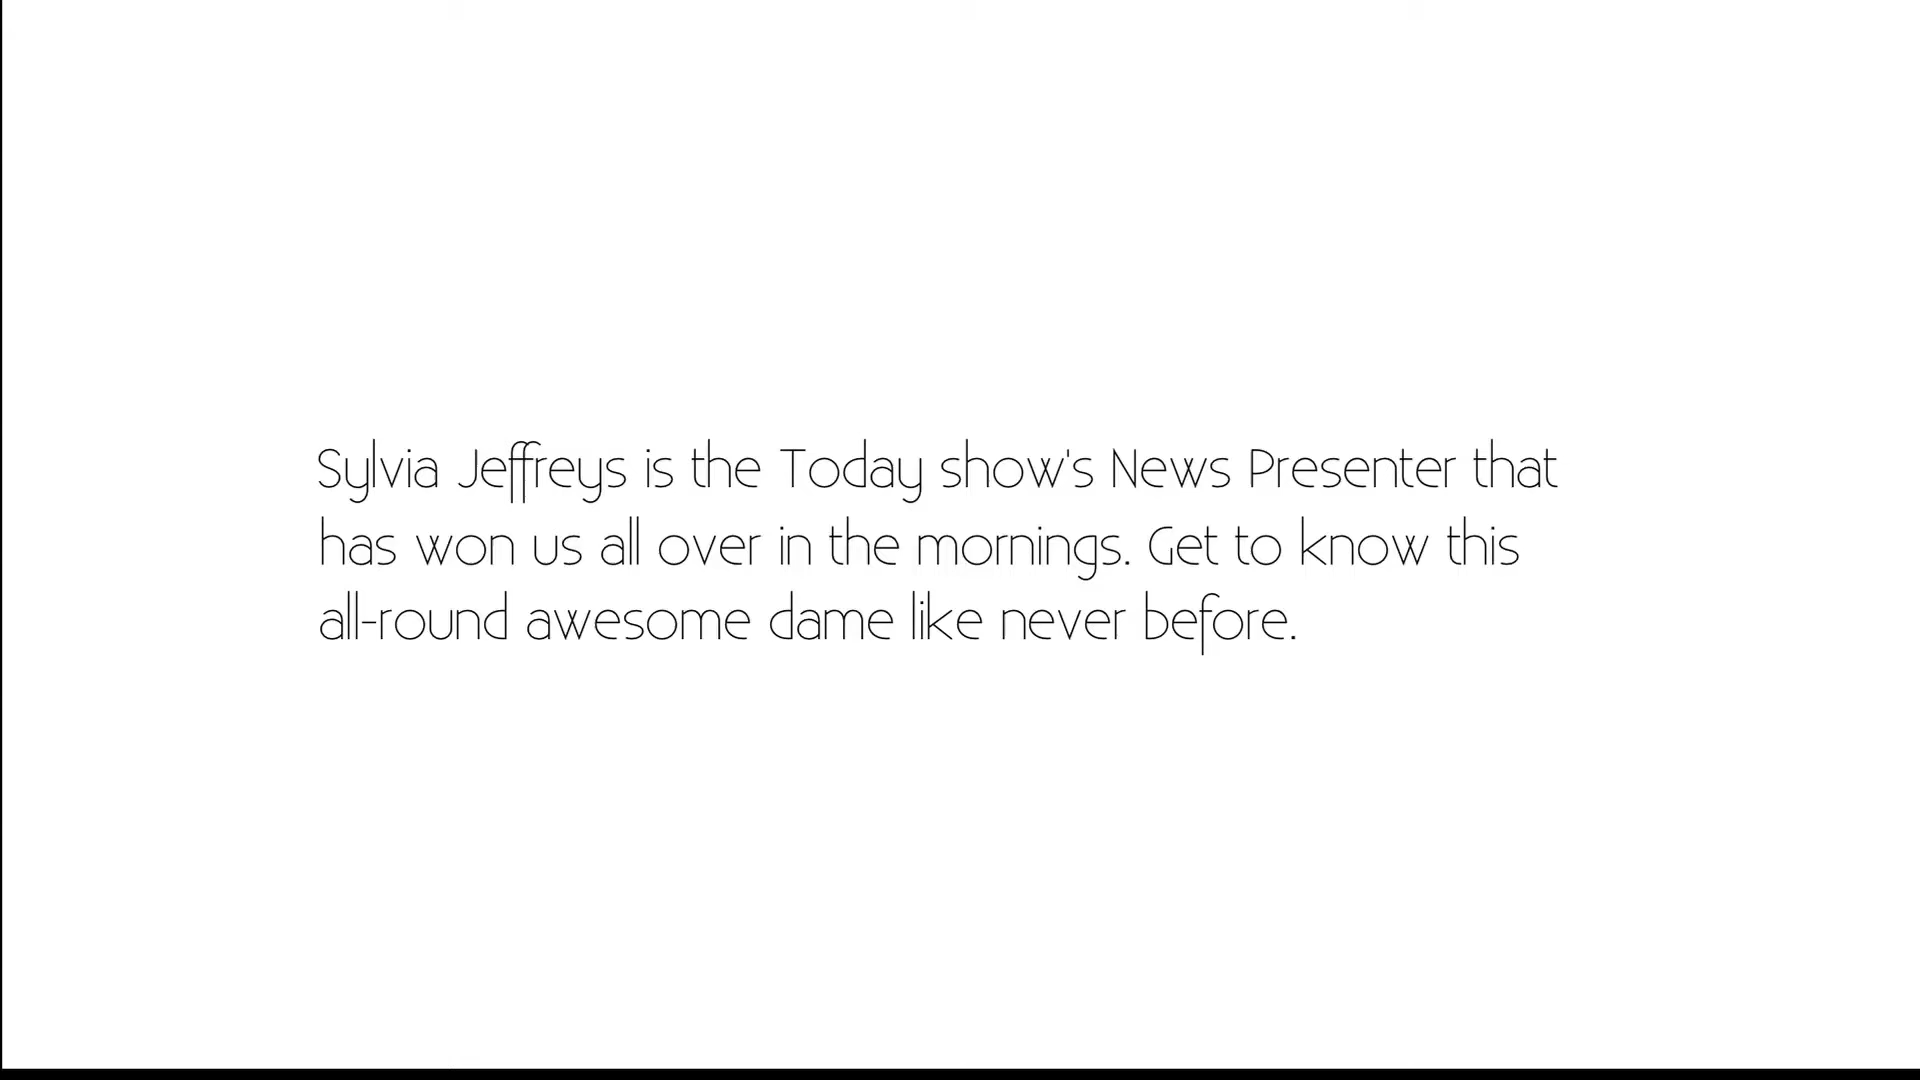 Sylvia Jeffreys is the Today show's News Presenter that
has won us all over in the mornings. Get to know this
all-round awesome dame like never before.